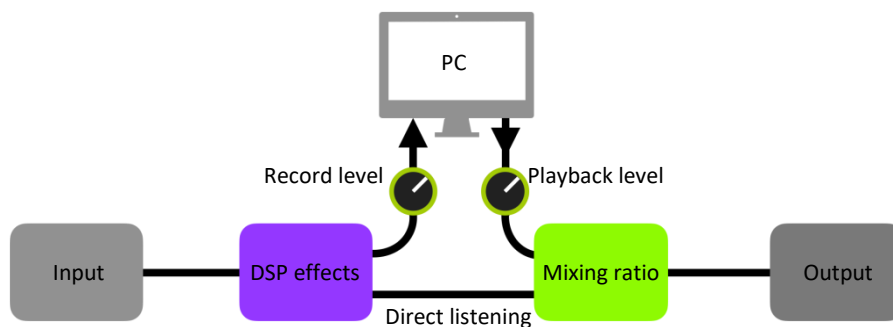 PC
Record level
Playback level
Input
DSP effects
Mixing ratio
Output
Direct listening